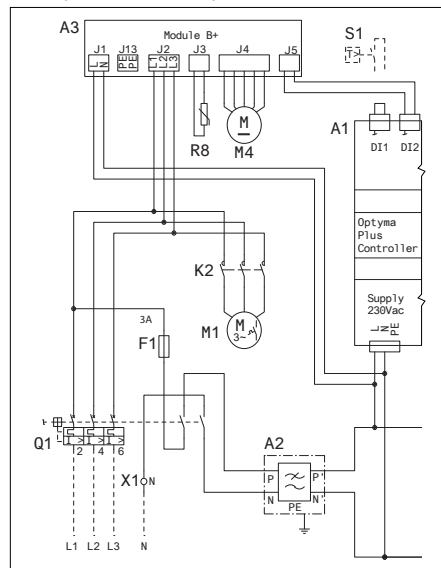 A3
Module B+
J1
J13
J2
J3
J4
J5
L
N
PE
PE
L1
L2
L3
S1
T>
R8
M
M4
A1
DI1
DI2
Optyma
Plus
Controller
Supply
230Vac
L
N
PE
K2
M1
M
3~
3A
F1
Q1
I >
I >
I >
2
4
6
X1
N
A2
P
P'
N
N'
PE
L1
L2
L3
N